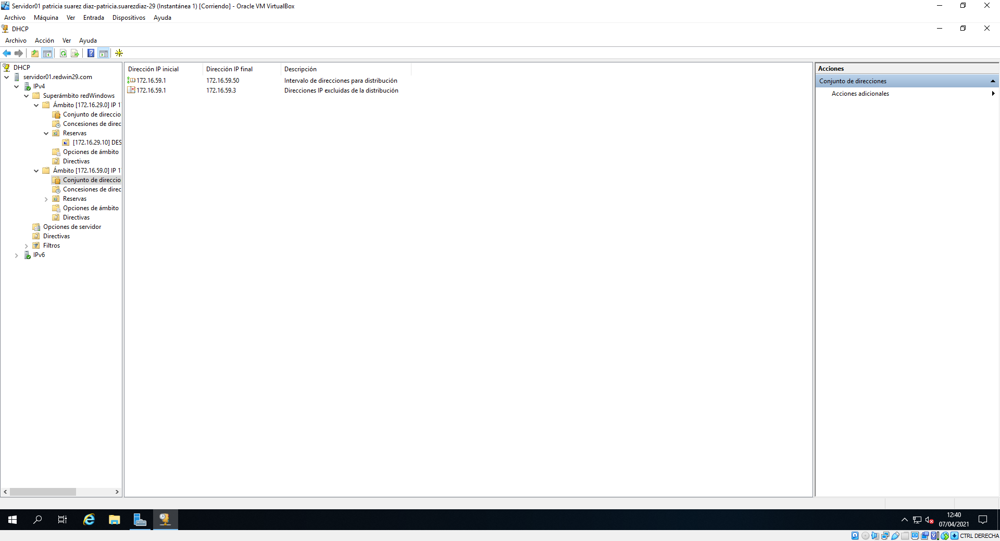 Servidor01 patricia suarez diaz-patricia.suarezdiaz-29 (Instantánea 1) [Corriendo] - Oracle VM VirtualBox
Archivo Máquina Ver Entrada Dispositivos Ayuda
DHCP
Archivo Acción Ver Ayuda
DHCP
servidor01.redwin29.com
IPv4
Superámbito redWindows
Ámbito [172.16.29.0] IP 1
Conjunto de direccio
Concesiones de direc
Reservas
[172.16.29.10] DES
Opciones de ámbito
Directivas
Ámbito [172.16.59.0] IP 1
Conjunto de direccio
Concesiones de direc
Reservas
Opciones de ámbito
Directivas
Opciones de servidor
Directivas
Filtros
IPv6
Dirección IP inicial Dirección IP final Descripción
172.16.59.1 172.16.59.50 Intervalo de direcciones para distribución
172.16.59.1 172.16.59.3 Direcciones IP excluidas de la distribución
Acciones
Conjunto de direcciones
Acciones adicionales
12:40
07/04/2021
CTRL DERECHA